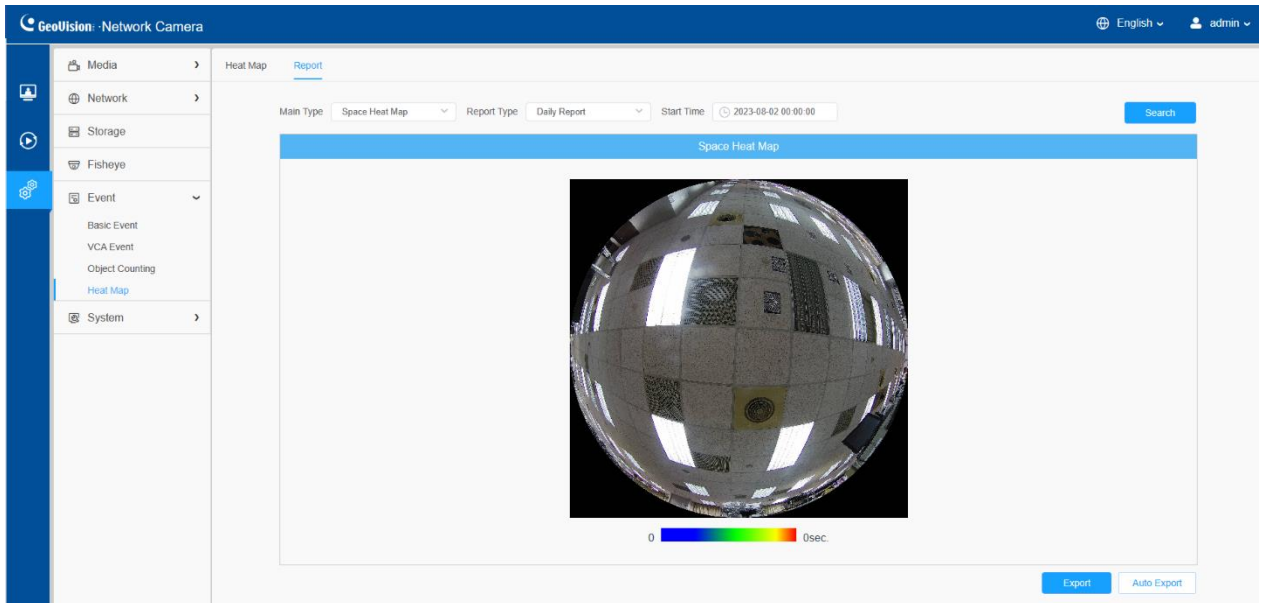 GeoVision: Network Camera
English
admin
Media
Network
Storage
Fisheye
Event
Basic Event
VCA Event
Object Counting
Heat Map
System
Heat Map Report
Main Type Space Heat Map Report Type Daily Report Start Time 2023-08-02 00:00:00 Search
Space Heat Map
0 0sec.
Export Auto Export